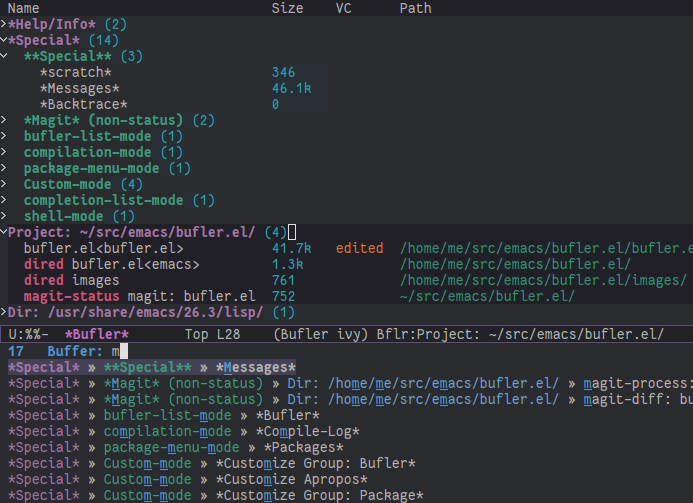 Name Size VC Path
>*Help/Info* (2)
*Special* (14)
**Special** (3)
*scratch* 346
*Messages* 46.1k
*Backtrace* 0
> *Magit* (non-status) (2)
> bufler-list-mode (1)
> compilation-mode (1)
> package-menu-mode (1)
> Custom-mode (4)
> completion-list-mode (1)
> shell-mode (1)
Project: ~/src/emacs/bufler.el/ (4)
bufler.el<bufler.el> 41.7k edited /home/me/src/emacs/bufler.el/bufler.e
dired bufler.el<emacs> 1.3k /home/me/src/emacs/bufler.el/
dired images 761 /home/me/src/emacs/bufler.el/images/
magit-status magit: bufler.el 752 ~/src/emacs/bufler.el/
>Dir: /usr/share/emacs/26.3/lisp/ (1)
U:%%- *Bufler* Top L28 (Bufler ivy) Bflr:Project: ~/src/emacs/bufler.el/
17 Buffer: m
*Special* » **Special** » *Messages*
*Special* » *Magit* (non-status) » Dir: /home/me/src/emacs/bufler.el/ » magit-process:
*Special* » *Magit* (non-status) » Dir: /home/me/src/emacs/bufler.el/ » magit-diff: bu
*Special* » bufler-list-mode » *Bufler*
*Special* » compilation-mode » *Compile-Log*
*Special* » package-menu-mode » *Packages*
*Special* » Custom-mode » *Customize Group: Bufler*
*Special* » Custom-mode » *Customize Apropos*
*Special* » Custom-mode » *Customize Group: Package*